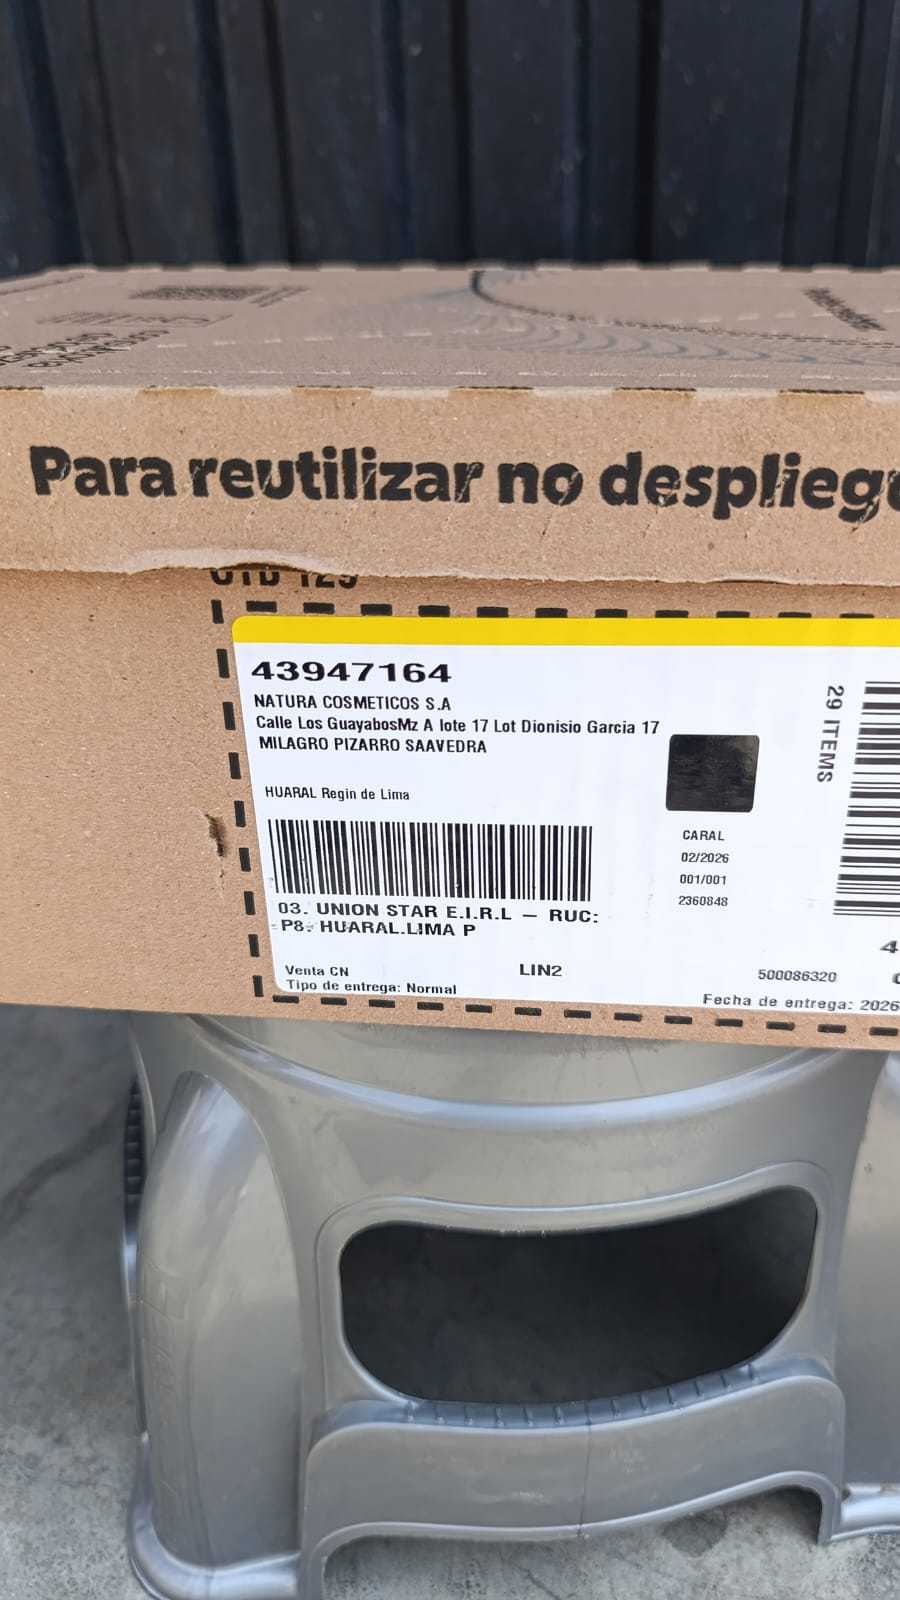 Para reutilizar no despliegu
43947164
NATURA COSMETICOS S.A
Calle Los GuayabosMz A lote 17 Lot Dionisio Garcia 17
MILAGRO PIZARRO SAAVEDRA
HUARAL Regin de Lima
29 ITEMS
CARAL
02/2026
001/001
2360848
03. UNION STAR E.I.R.L – RUC:
P8. HUARAL.LIMA P
Venta CN
LIN2
500086320
Tipo de entrega: Normal
Fecha de entrega: 2026